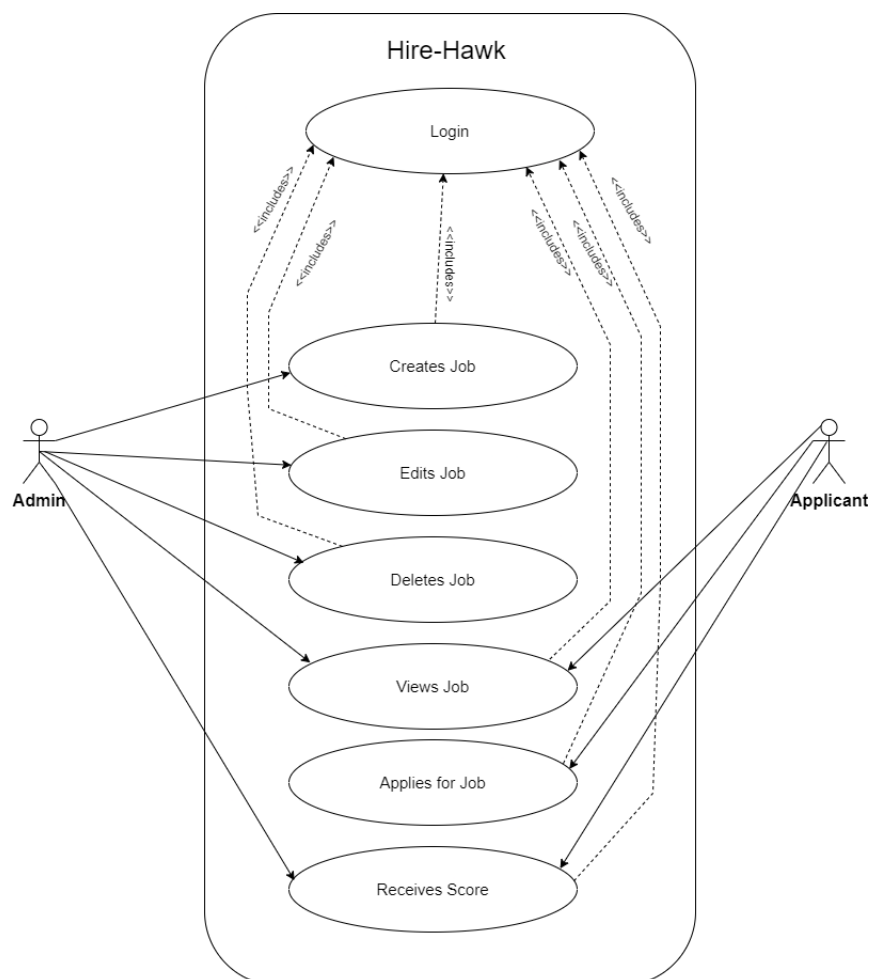 Hire-Hawk
Login
<<includes>>
<<includes>>
<<includes>>
<<includes>>
<<includes>>
<<includes>>
Creates Job
Edits Job
Admin
Applicant
Deletes Job
Views Job
Applies for Job
Receives Score